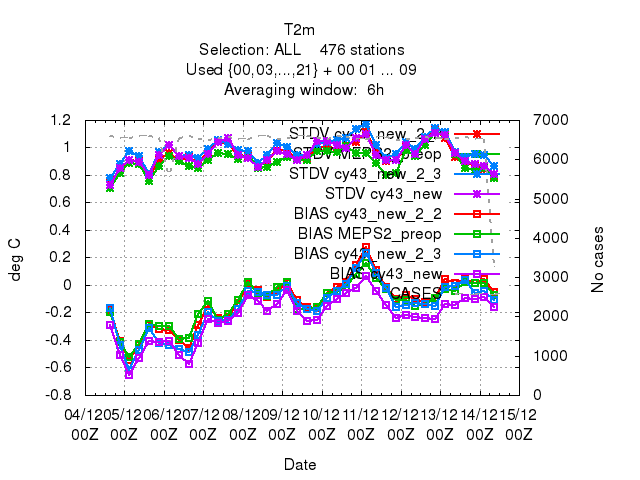 T2m
Selection: ALL 476 stations
Used {00,03,...,21} + 00 01 ... 09
Averaging window: 6h
STDV cy43_new_2_2
STDV MEPS2_preop
STDV cy43_new_2_3
STDV cy43_new
BIAS cy43_new_2_2
BIAS MEPS2_preop
BIAS cy43_new_2_3
BIAS cy43_new
CASES
1.2
1
0.8
0.6
0.4
0.2
0
-0.2
-0.4
-0.6
-0.8
deg C
7000
6000
5000
4000
3000
2000
1000
0
No cases
04/12 05/12 06/12 07/12 08/12 09/12 10/12 11/12 12/12 13/12 14/12 15/12
00Z 00Z 00Z 00Z 00Z 00Z 00Z 00Z 00Z 00Z 00Z 00Z
Date